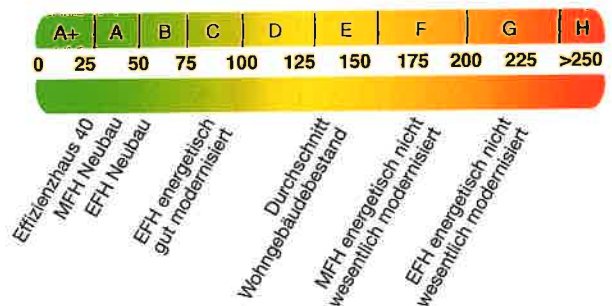 A+ A B C D E F G H
0 25 50 75 100 125 150 175 200 225 >250
Effizienzhaus 40
MFH Neubau
EFH Neubau
EFH energetisch
gut modernisiert
Durchschnitt
Wohngebäudebestand
MFH energetisch nicht
wesentlich modernisiert
EFH energetisch nicht
wesentlich modernisiert